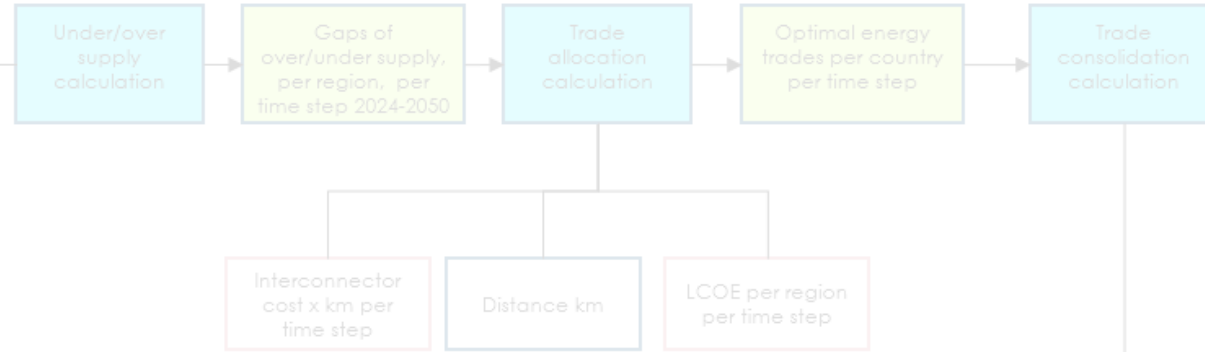 Under/over
supply
calculation
Gaps of
over/under supply,
per region, per
time step 2024-2050
Trade
allocation
calculation
Optimal energy
trades per country
per time step
Trade
consolidation
calculation
Interconnector
cost x km per
time step
Distance km
LCOE per region
per time step